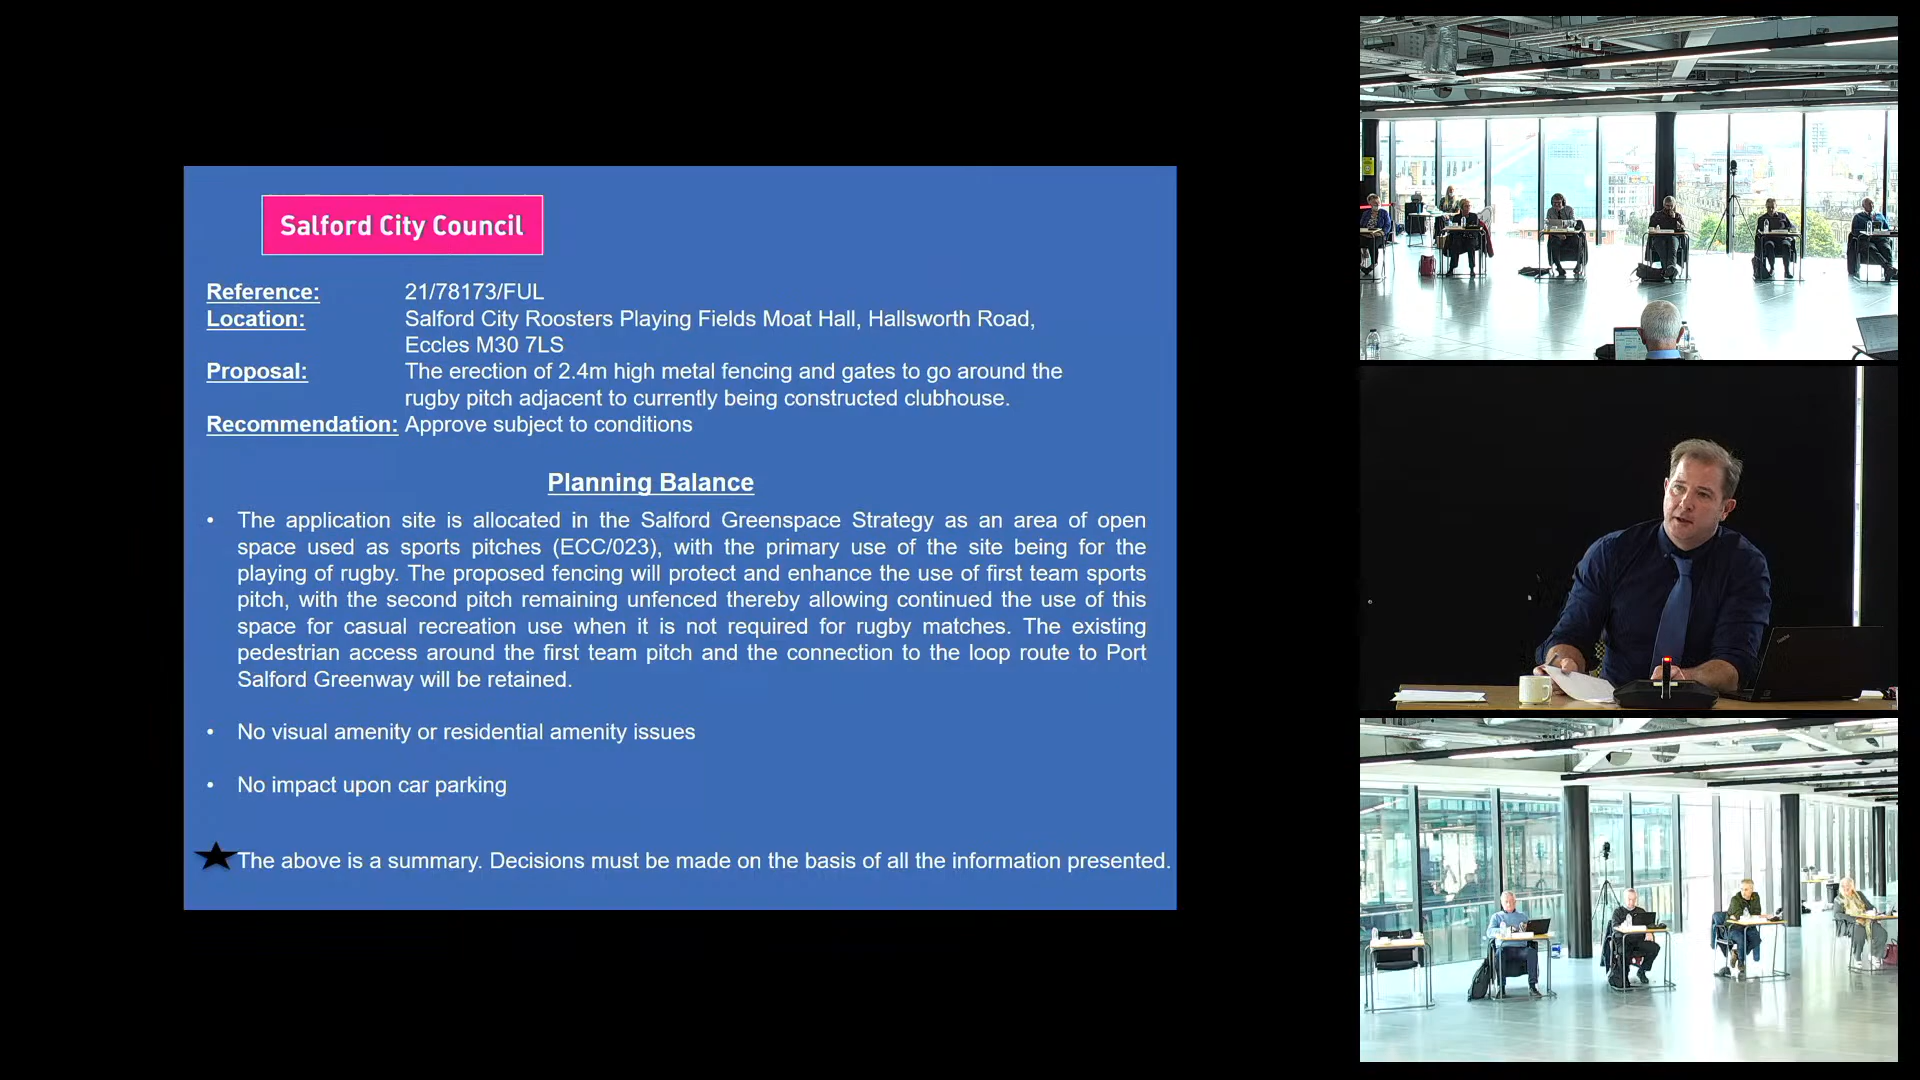 Salford City Council
Reference: 21/78173/FUL
Location: Salford City Roosters Playing Fields Moat Hall, Hallsworth Road,
Eccles M30 7LS
Proposal: The erection of 2.4m high metal fencing and gates to go around the
rugby pitch adjacent to currently being constructed clubhouse.
Recommendation: Approve subject to conditions
Planning Balance
• The application site is allocated in the Salford Greenspace Strategy as an area of open
space used as sports pitches (ECC/023), with the primary use of the site being for the
playing of rugby. The proposed fencing will protect and enhance the use of first team sports
pitch, with the second pitch remaining unfenced thereby allowing continued the use of this
space for casual recreation use when it is not required for rugby matches. The existing
pedestrian access around the first team pitch and the connection to the loop route to Port
Salford Greenway will be retained.
• No visual amenity or residential amenity issues
• No impact upon car parking
The above is a summary. Decisions must be made on the basis of all the information presented.